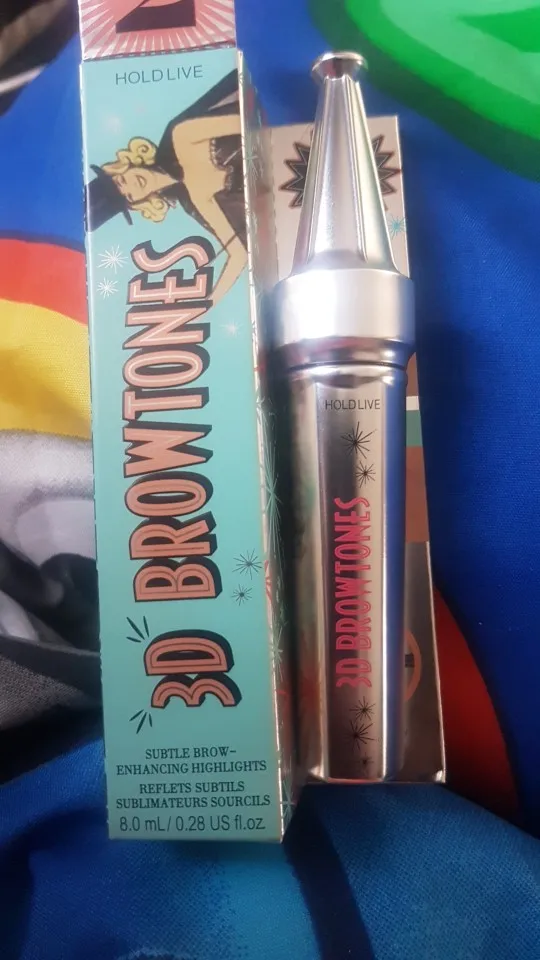 HOLDLIVE
3D BROWTONES
SUBTLE BROW-
ENHANCING HIGHLIGHTS
REFLETS SUBTILS
SUBLIMATEURS SOURCILS
8.0 mL/0.28 US fl.oz
HOLDLIVE
3D BROWTONES